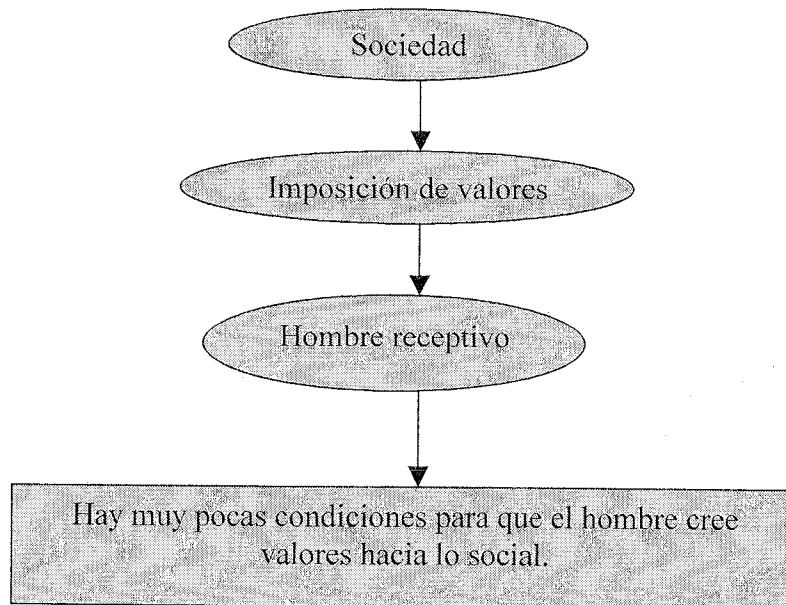 Sociedad
Imposición de valores
Hombre receptivo
Hay muy pocas condiciones para que el hombre cree
valores hacia lo social.